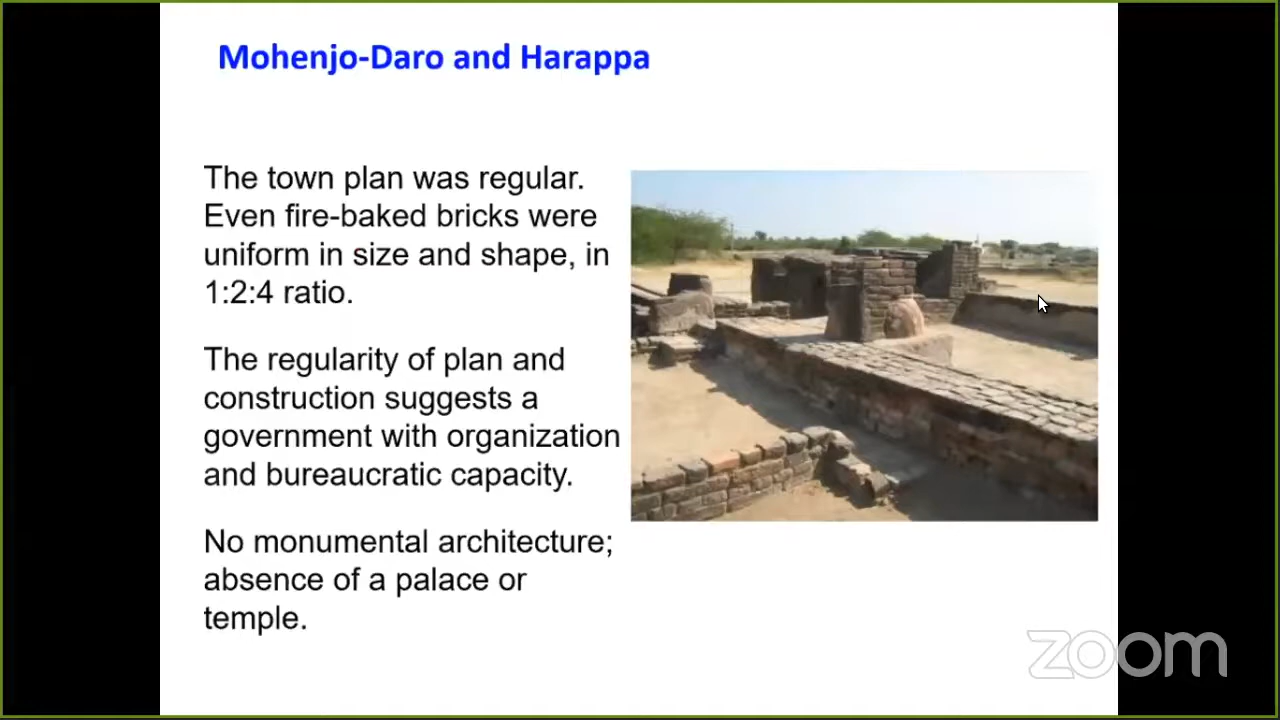 Mohenjo-Daro and Harappa
The town plan was regular.
Even fire-baked bricks were
uniform in size and shape, in
1:2:4 ratio.
The regularity of plan and
construction suggests a
government with organization
and bureaucratic capacity.
No monumental architecture;
absence of a palace or
temple.
zoom